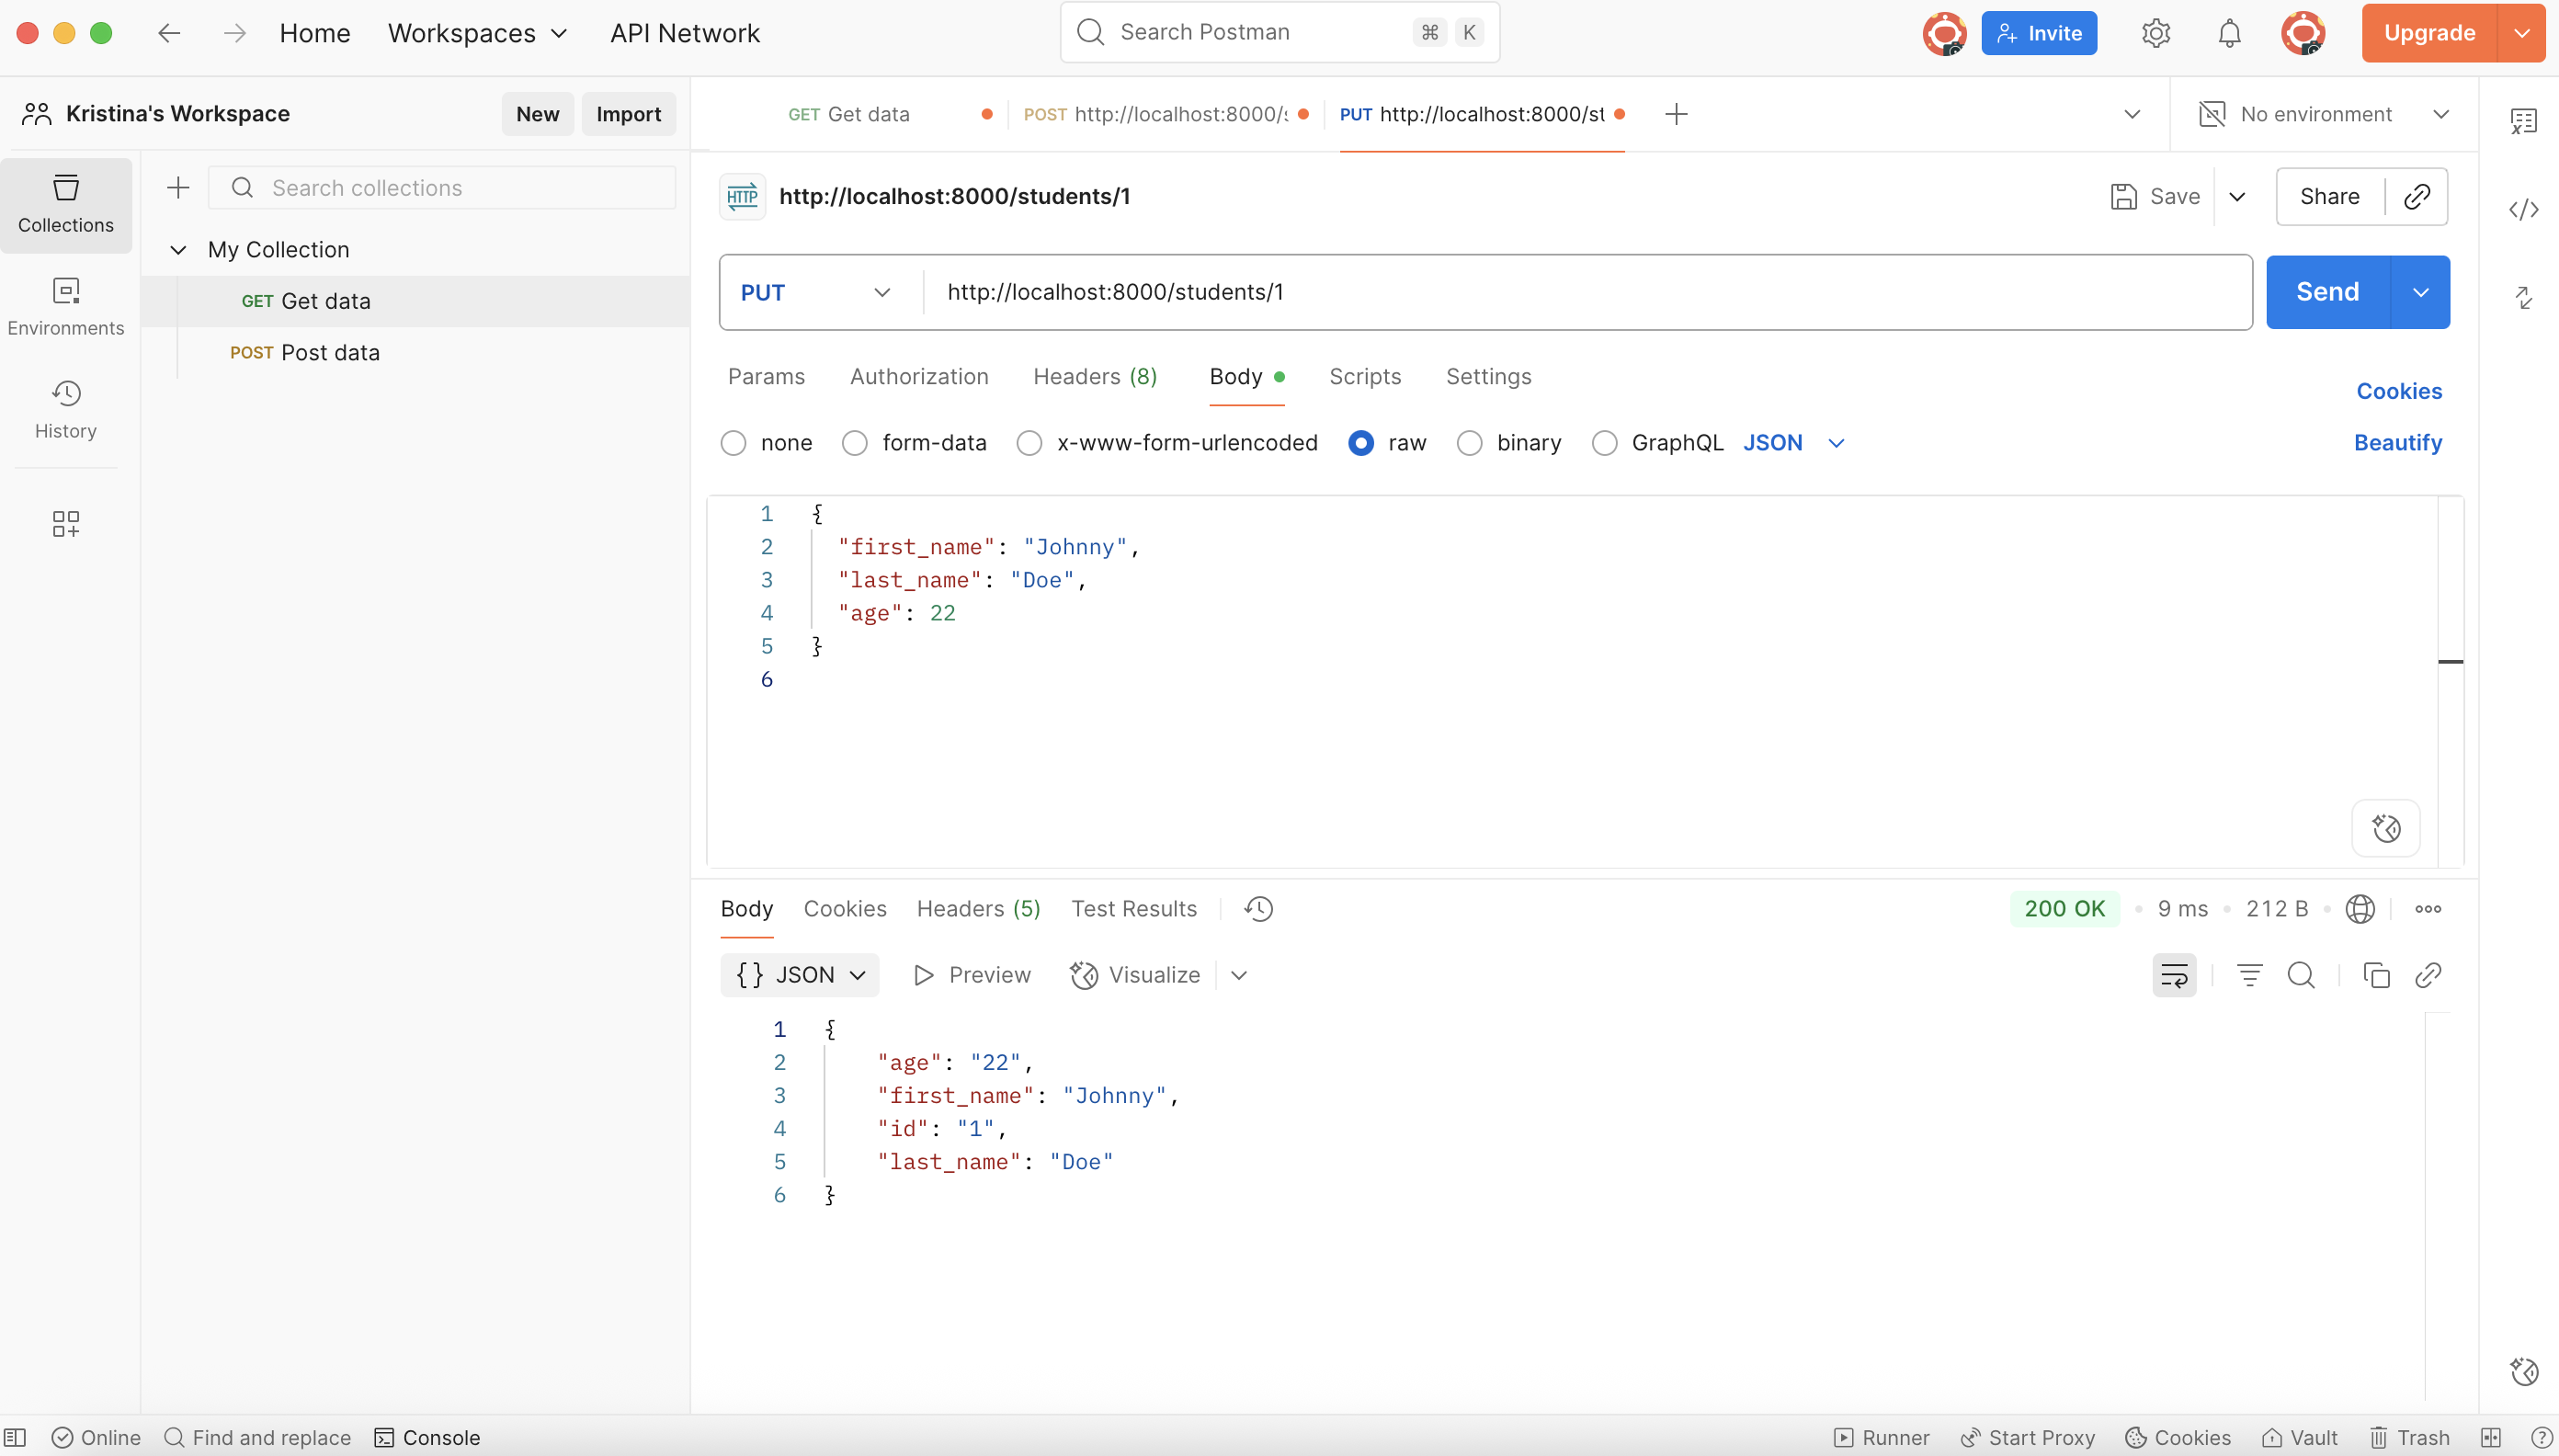 Home Workspaces API Network Search Postman ⌘ K Invite Upgrade
Kristina's Workspace New Import
GET Get data POST http://localhost:8000/s PUT http://localhost:8000/st No environment
Collections
Environments
History
Search collections
My Collection
GET Get data
POST Post data
HTTP http://localhost:8000/students/1 Save Share
PUT http://localhost:8000/students/1 Send
Params Authorization Headers (8) Body Scripts Settings Cookies
none form-data x-www-form-urlencoded raw binary GraphQL JSON Beautify
1 {
2 "first_name": "Johnny",
3 "last_name": "Doe",
4 "age": 22
5 }
6
Body Cookies Headers (5) Test Results 200 OK 9 ms 212 B
{} JSON Preview Visualize
1 {
2 "age": "22",
3 "first_name": "Johnny",
4 "id": "1",
5 "last_name": "Doe"
6 }
Online Find and replace Console Runner Start Proxy Cookies Vault Trash